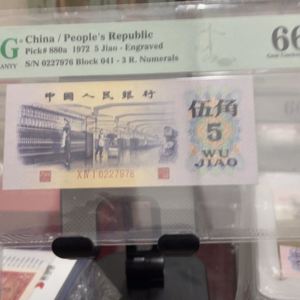 China / People's Republic
Pick# 880a 1972 5 Jiao - Engraved
S/N 0227976 Block 041 - 3 R. Numerals
66
中国人民银行
伍角
5
WU
JIAO
X IV I 0227976